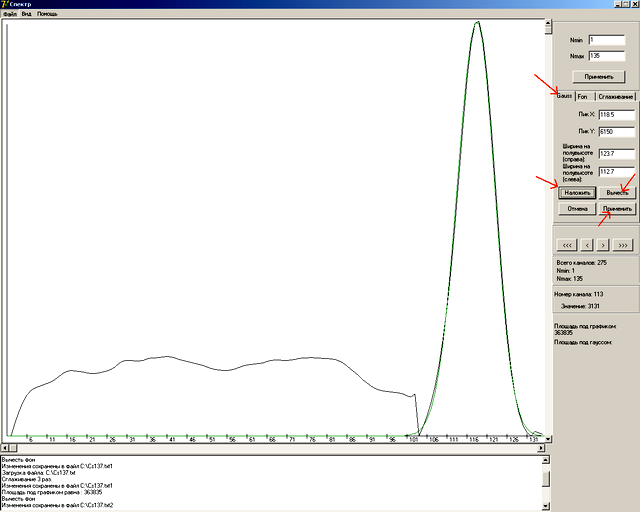 Спектр
Файл Вид Помощь
Nmin 1
Nmax 135
Применить
Gauss Fon Сглаживание
Пик X: 118.5
Пик Y: 6150
Ширина на
полувысоте 123.7
(справа):
Ширина на
полувысоте 112.7
(слева):
Наложить Вычесть
Отмена Применить
<<< < > >>>
Всего каналов: 275
Nmin: 1
Nmax: 135
Номер канала: 113
Значение: 3131
Площадь под графиком:
363835
Площадь под гауссом:
6 11 16 21 26 31 36 41 46 51 56 61 66 71 76 81 86 91 96 101 106 111 116 121 126 131
Вычесть фон
Изменения сохранены в файл C:\Cs137.txt1
Загрузка файла: C:\Cs137.txt
Сглаживание 3 раз.
Изменения сохранены в файл C:\Cs137.txt1
Площадь под графиком равна : 363835
Вычесть фон
Изменения сохранены в файл C:\Cs137.txt2